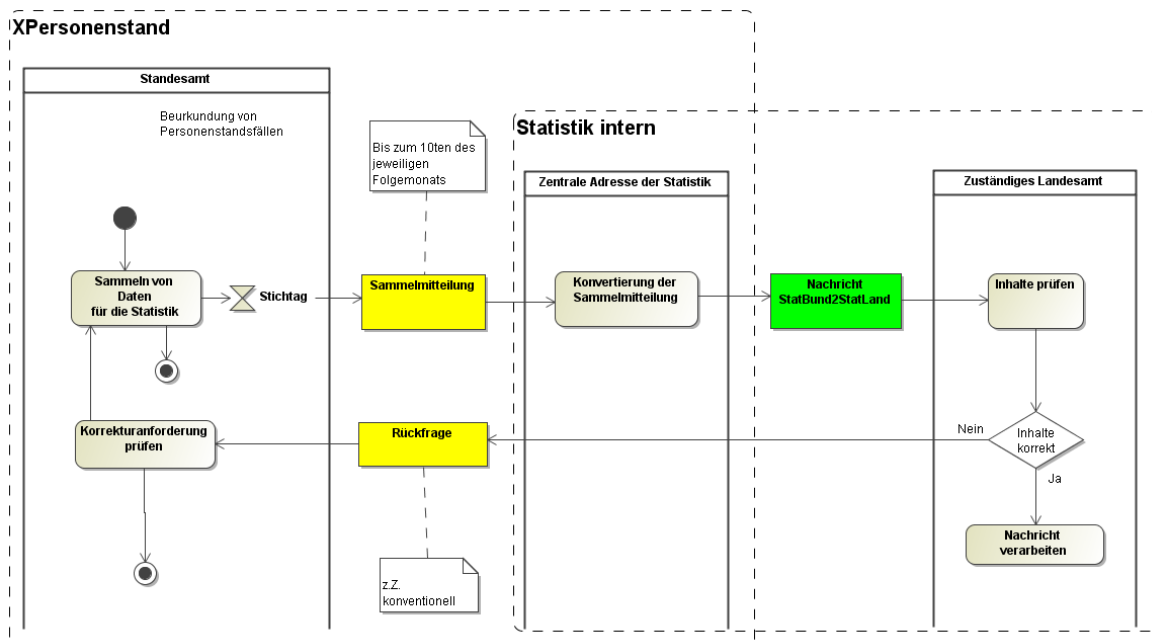 XPersonenstand
Standesamt
Beurkundung von
Personenstandsfällen
Bis zum 10ten des
jeweiligen
Folgemonats
Statistik intern
Zentrale Adresse der Statistik
Zuständiges Landesamt
Sammeln von
Daten
für die Statistik
Stichtag
Sammelmitteilung
Konvertierung der
Sammelmitteilung
Nachricht
StatBund2StatLand
Inhalte prüfen
Korrekturanforderung
prüfen
Rückfrage
Nein
Inhalte
korrekt
Ja
Nachricht
verarbeiten
z.Z.
konventionell